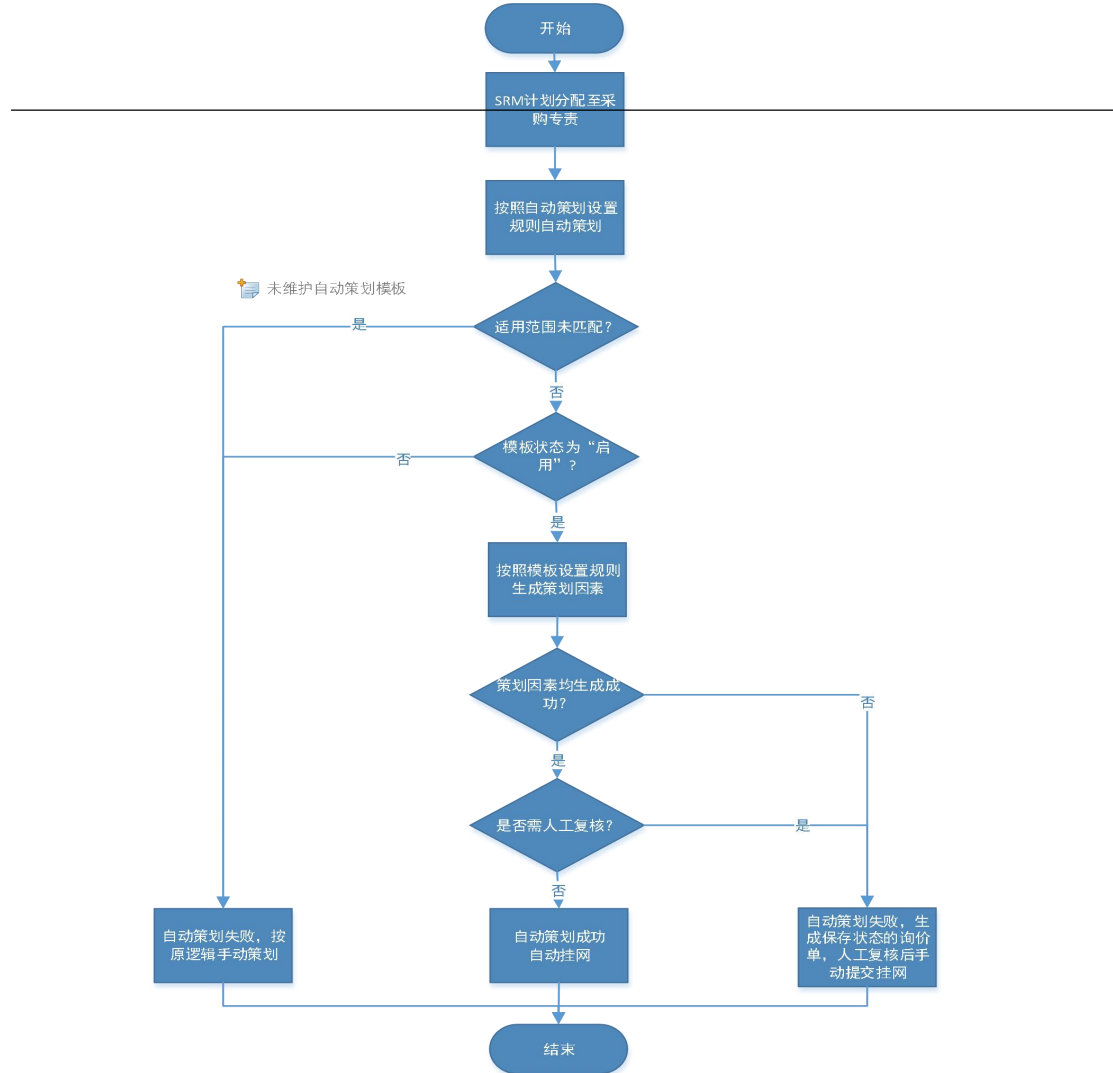 开始
SRM计划分配至采
购专责
按照自动策划设置
规则自动策划
未维护自动策划模板
是
适用范围未匹配?
否
模板状态为“启
用”?
否
是
按照模板设置规则
生成策划因素
策划因素均生成成
功?
否
是
是否需人工复核?
是
否
自动策划失败，按
原逻辑手动策划
自动策划成功
自动挂网
自动策划失败，生
成保存状态的询价
单，人工复核后手
动提交挂网
结束